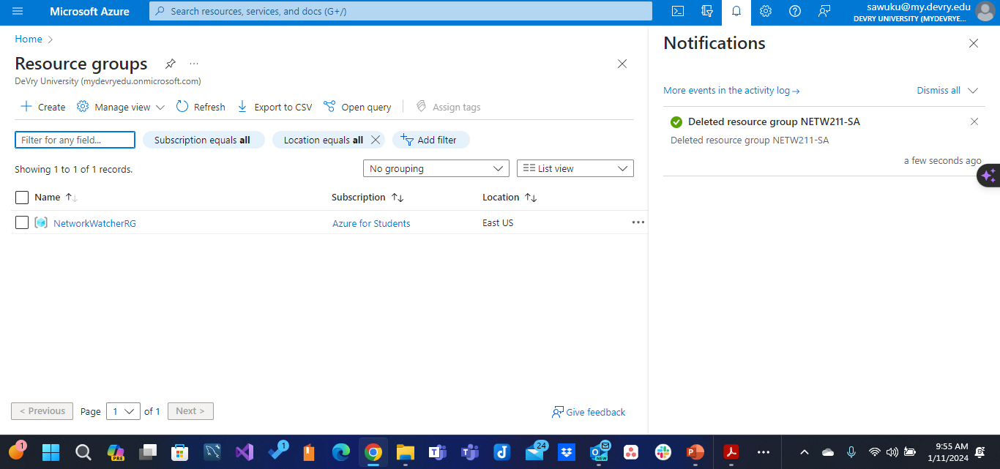 Microsoft Azure
Search resources, services, and docs (G+/)
sawuku@my.devry.edu
DEVRY UNIVERSITY (MYDEVRYE...
Home
Resource groups
DeVry University (mydevryedu.onmicrosoft.com)
Create Manage view Refresh Export to CSV Open query Assign tags
Filter for any field... Subscription equals all Location equals all Add filter
Showing 1 to 1 of 1 records. No grouping List view
Name Subscription Location
NetworkWatcherRG Azure for Students East US
< Previous Page 1 of 1 Next > Give feedback
Notifications
More events in the activity log → Dismiss all
Deleted resource group NETW211-SA
Deleted resource group NETW211-SA
a few seconds ago
1 PRE 1 24 NEW
9:55 AM
1/11/2024